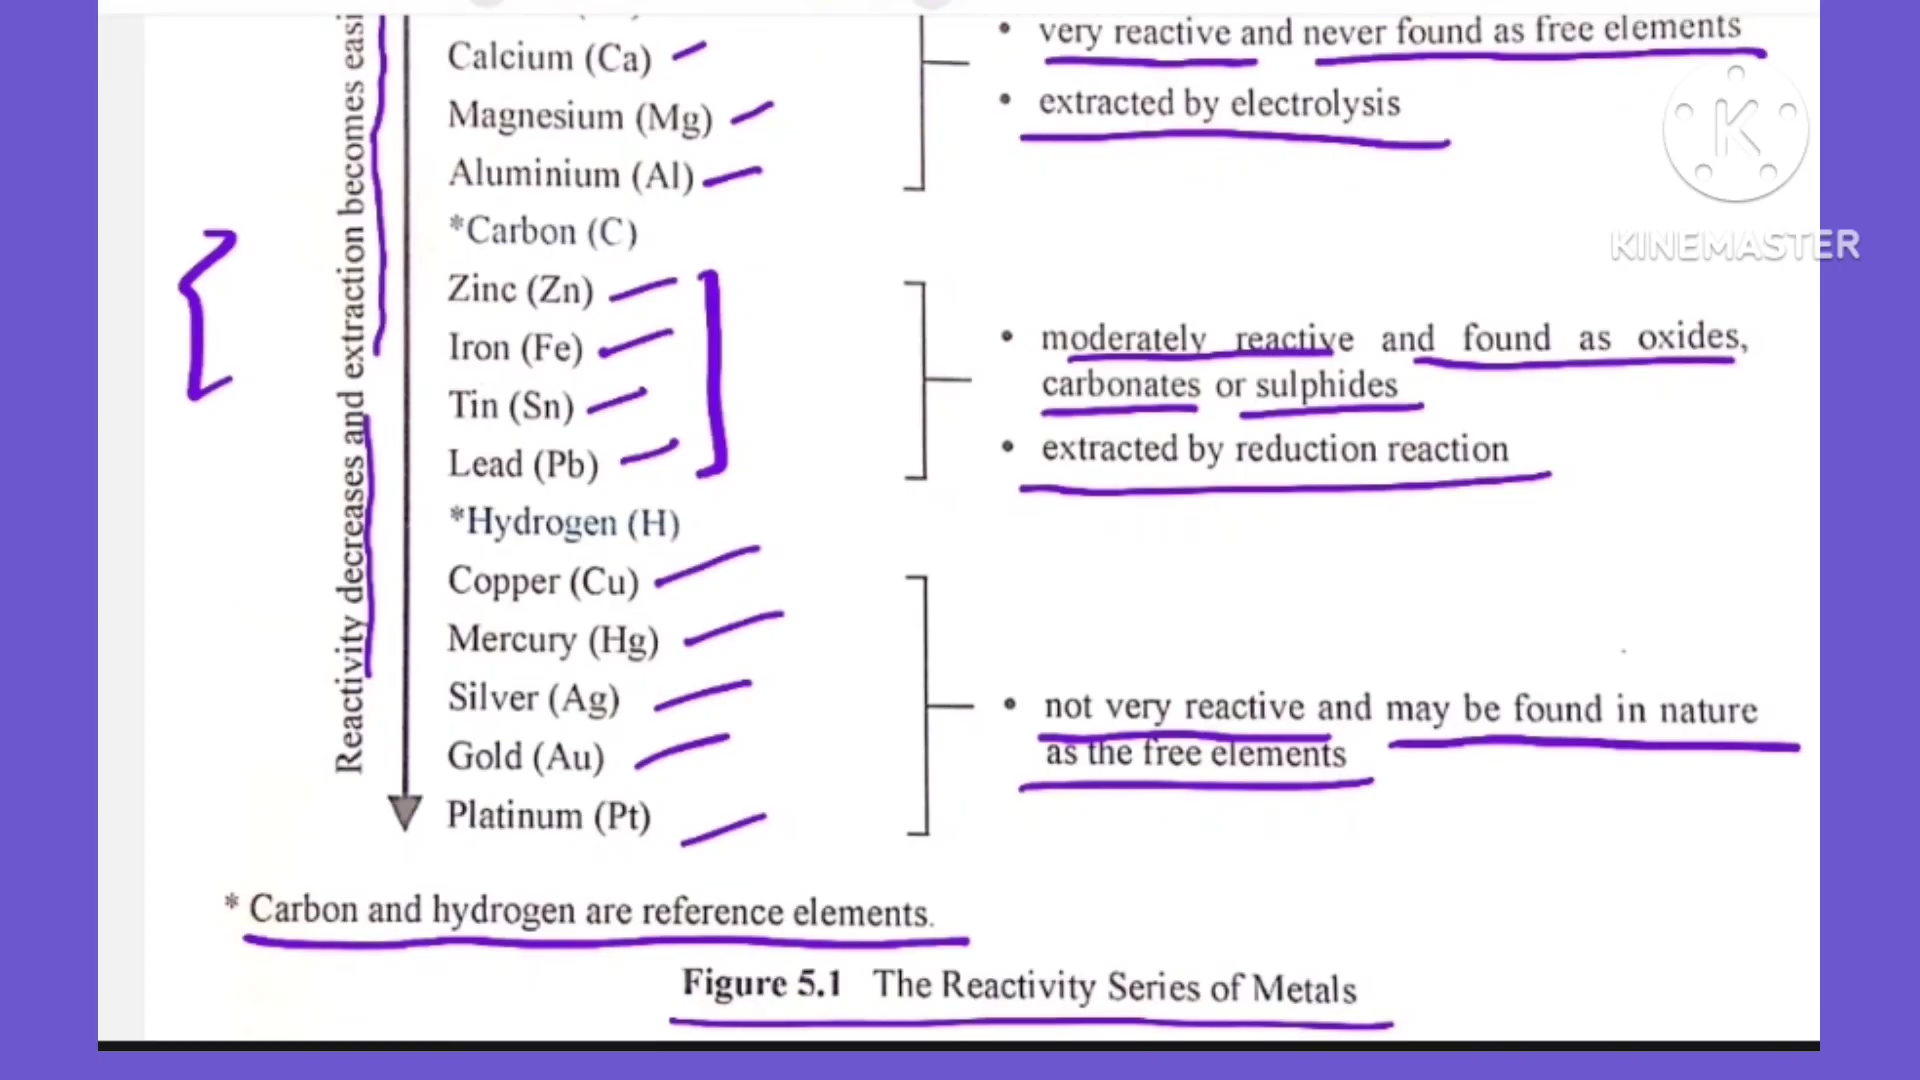 Reactivity decreases and extraction becomes easi
Calcium (Ca)
Magnesium (Mg)
Aluminium (Al)
*Carbon (C)
Zinc (Zn)
Iron (Fe)
Tin (Sn)
Lead (Pb)
*Hydrogen (H)
Copper (Cu)
Mercury (Hg)
Silver (Ag)
Gold (Au)
Platinum (Pt)
• very reactive and never found as free elements
• extracted by electrolysis
• moderately reactive and found as oxides,
carbonates or sulphides
• extracted by reduction reaction
• not very reactive and may be found in nature
as the free elements
* Carbon and hydrogen are reference elements.
Figure 5.1 The Reactivity Series of Metals
K
KINEMASTER